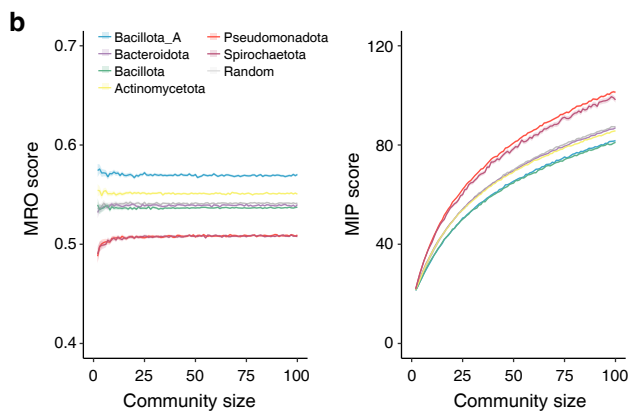 b
Bacillota_A
Bacteroidota
Bacillota
Actinomycetota
Pseudomonadota
Spirochaetota
Random
MRO score
0.7
0.6
0.5
0.4
0 25 50 75 100
Community size
MIP score
120
80
40
0
0 25 50 75 100
Community size